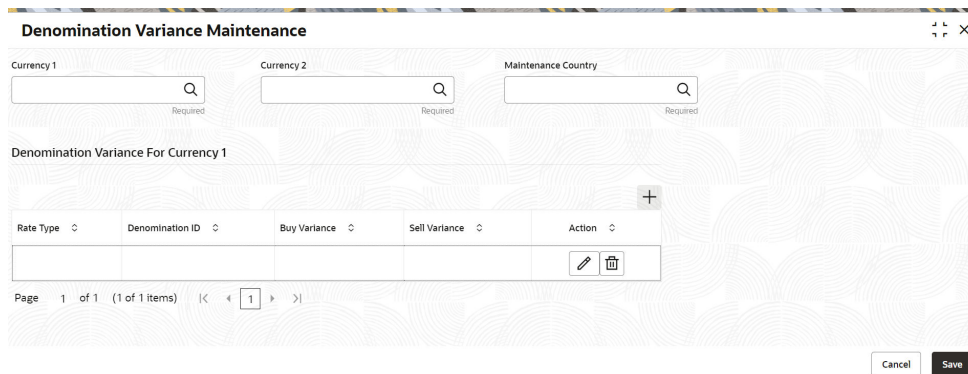 Denomination Variance Maintenance
Currency 1 Currency 2 Maintenance Country
Required Required Required
Denomination Variance For Currency 1
Rate Type Denomination ID Buy Variance Sell Variance Action
Page 1 of 1 (1 of 1 items) 1
Cancel Save